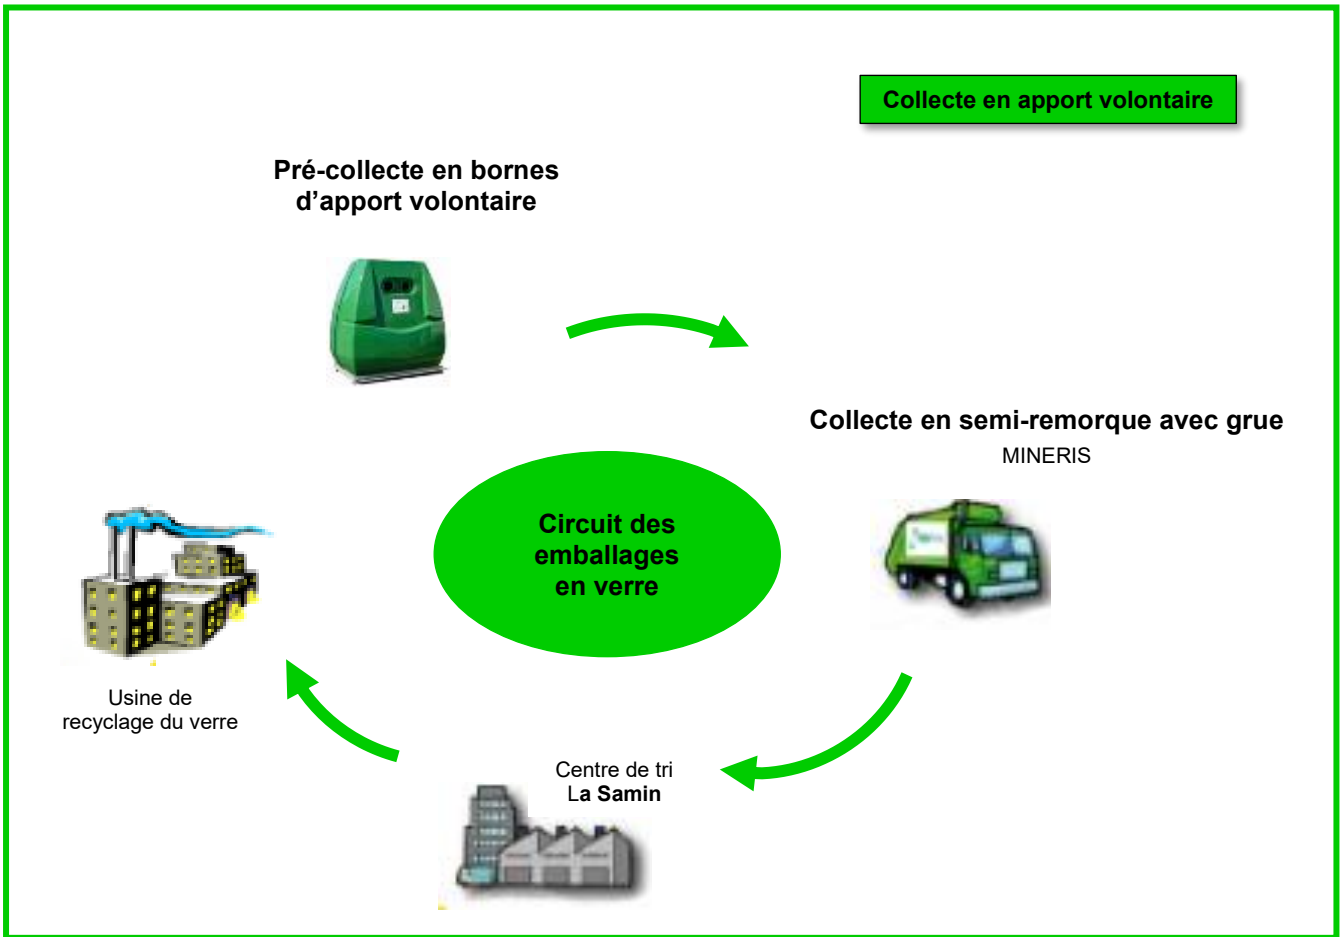 Collecte en apport volontaire
Pré-collecte en bornes
d’apport volontaire
Collecte en semi-remorque avec grue
MINERIS
Circuit des
emballages
en verre
Usine de
recyclage du verre
Centre de tri
La Samin